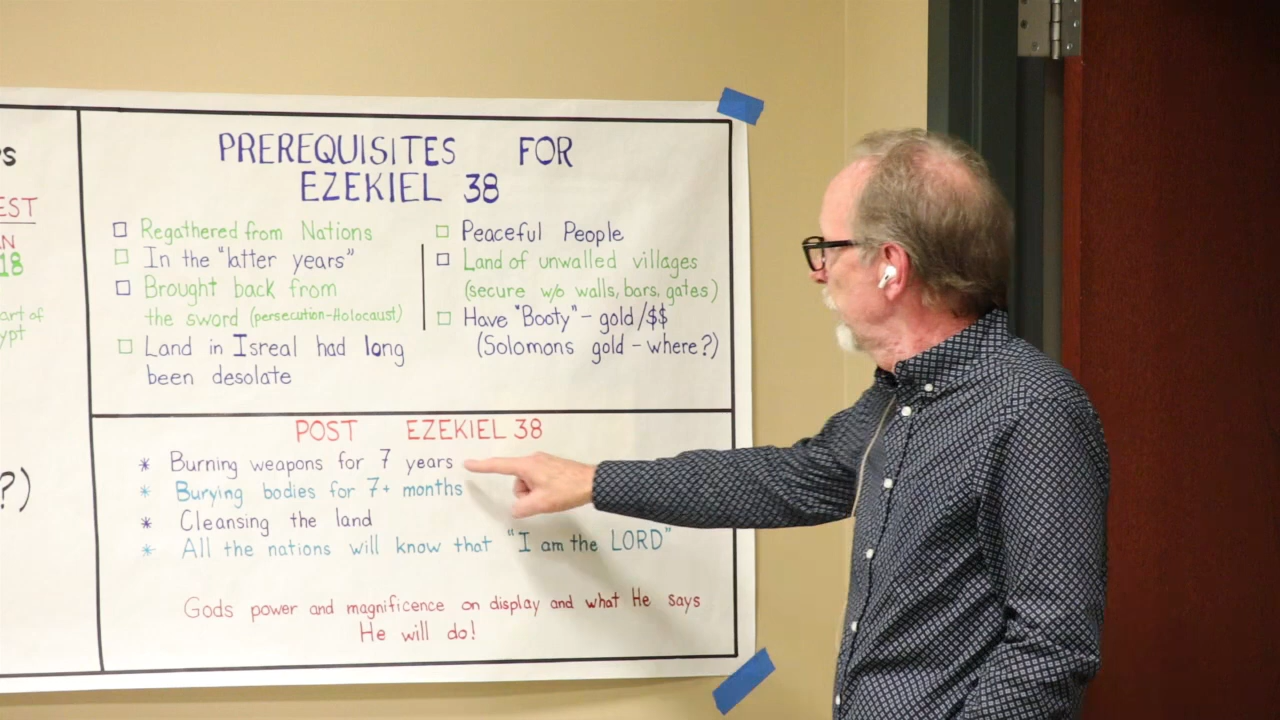 s
EST
N
18
art of
ypt
?)
PREREQUISITES FOR
EZEKIEL 38
Regathered from Nations
In the "latter years"
Brought back from
the sword (persecution-Holocaust)
Land in Isreal had long
been desolate
Peaceful People
Land of unwalled villages
(secure w/o walls, bars, gates)
Have "Booty" - gold/$$
(Solomons gold - where?)
POST EZEKIEL 38
* Burning weapons for 7 years
* Burying bodies for 7+ months
* Cleansing the land
* All the nations will know that "I am the LORD"
Gods power and magnificence on display and what He says
He will do!